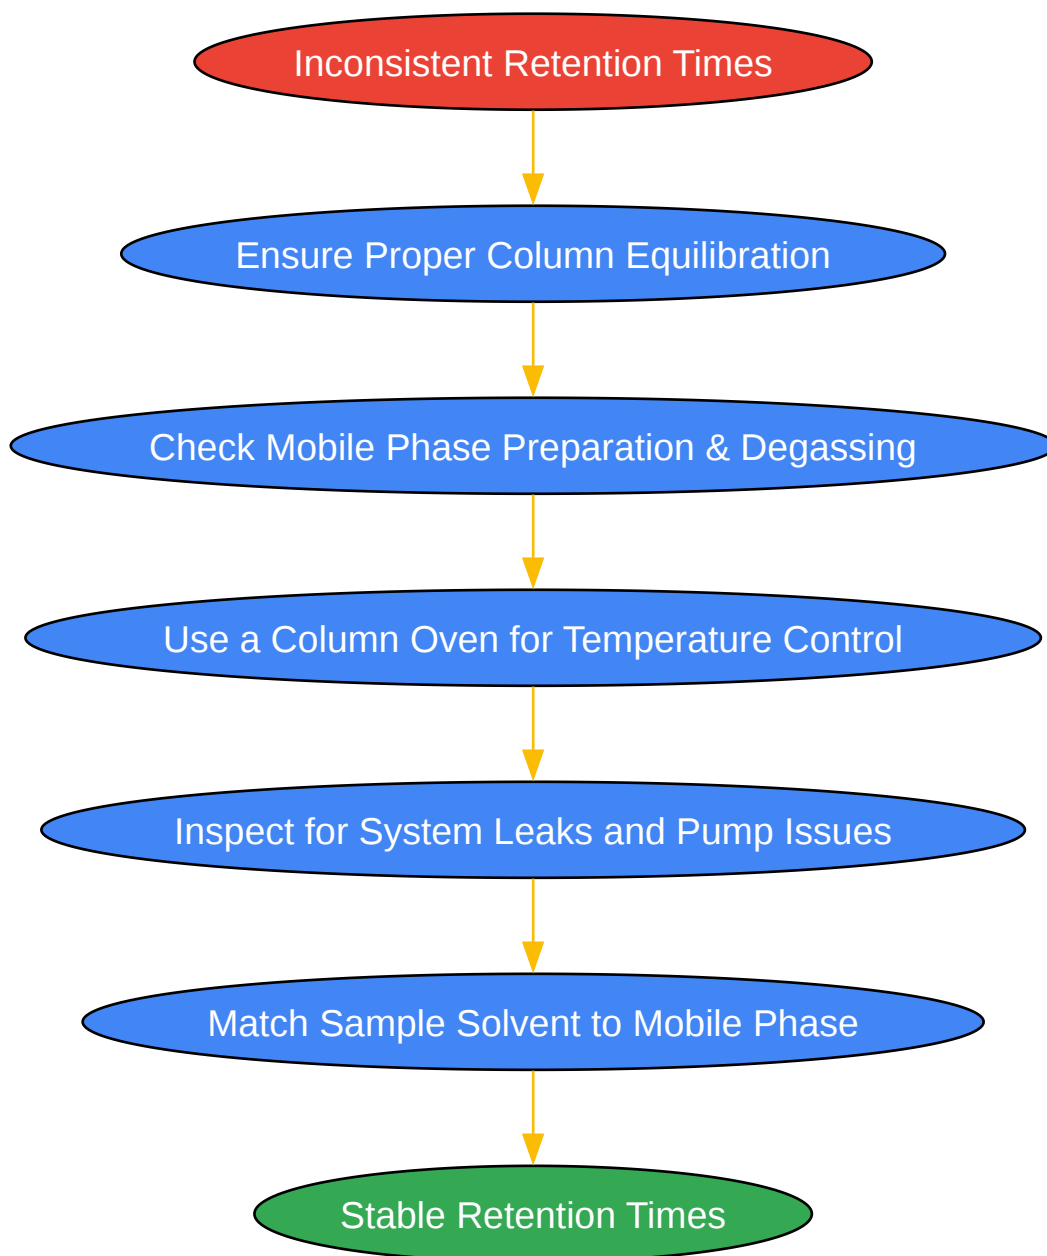 Inconsistent Retention Times
Ensure Proper Column Equilibration
Check Mobile Phase Preparation & Degassing
Use a Column Oven for Temperature Control
Inspect for System Leaks and Pump Issues
Match Sample Solvent to Mobile Phase
Stable Retention Times